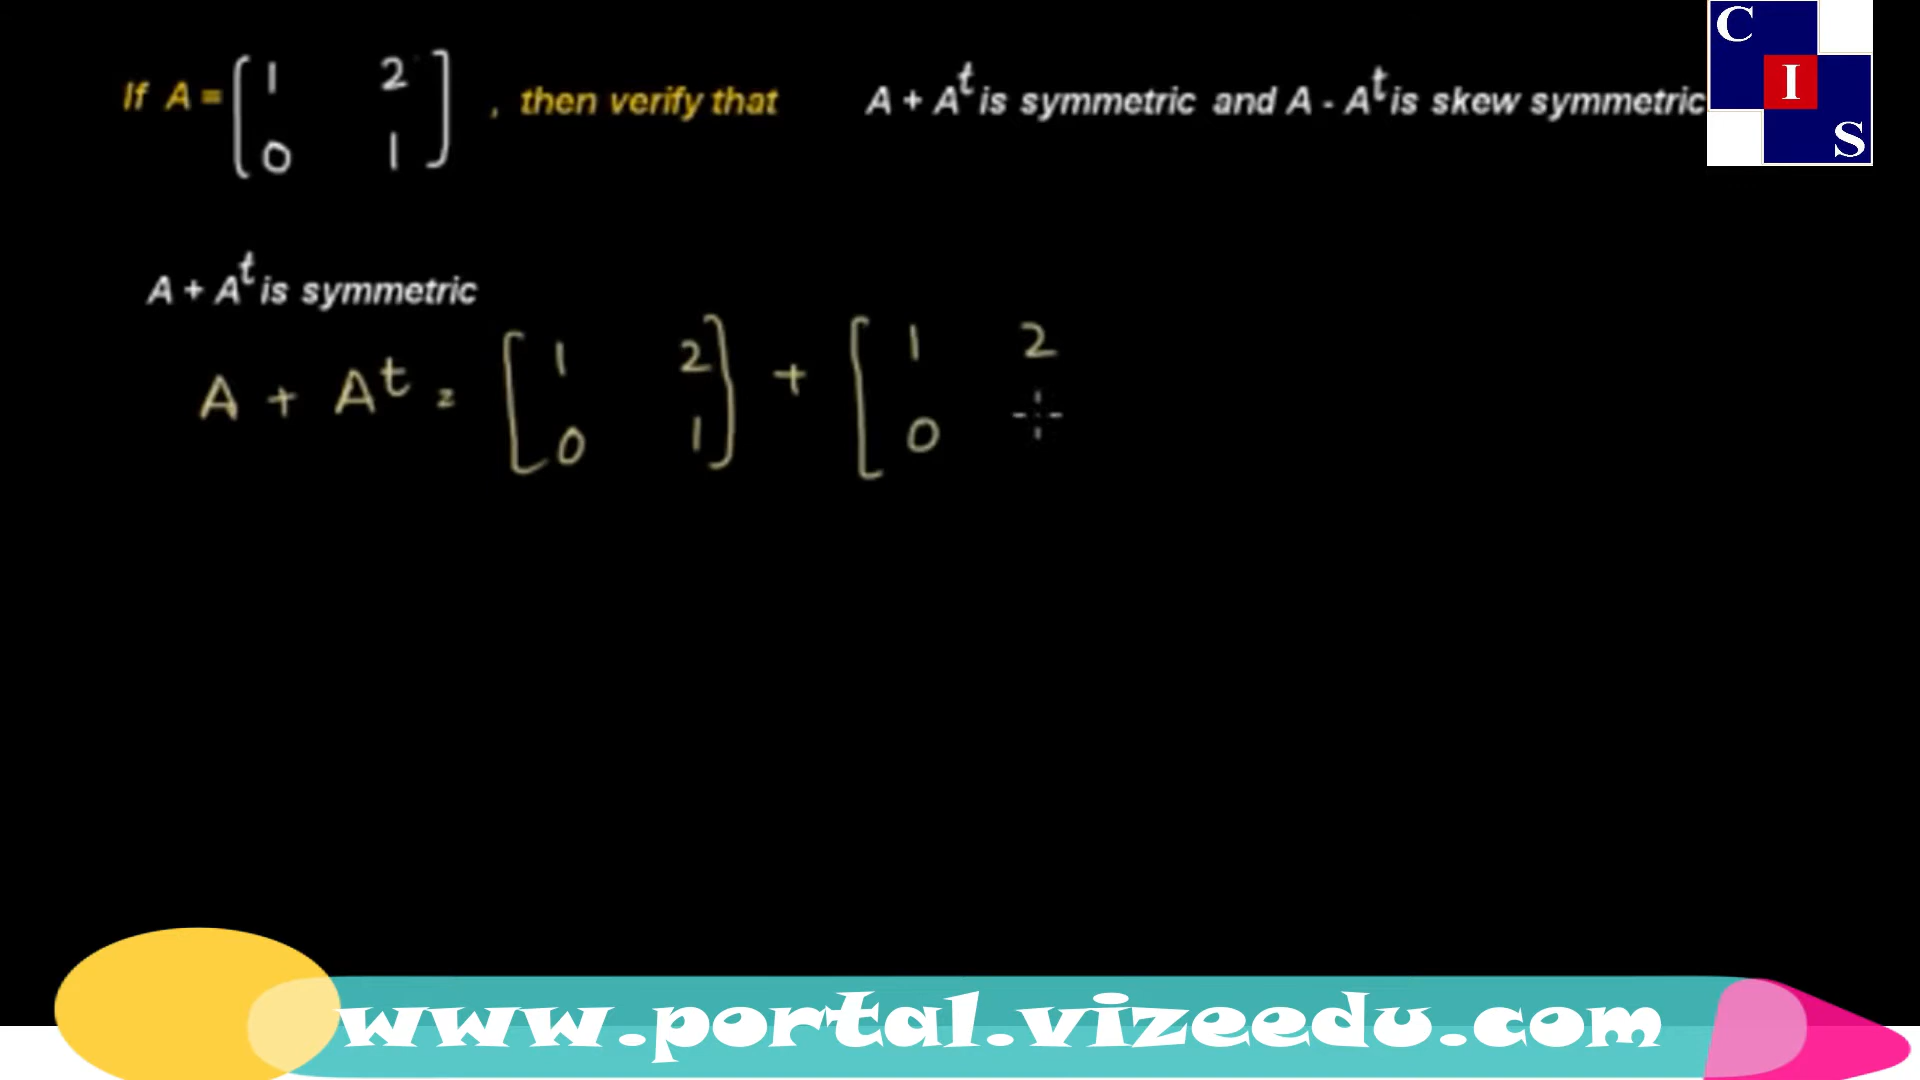 If A = [1 2
0 1] , then verify that A + A^t is symmetric and A - A^t is skew symmetric
C
I
S
A + A^t is symmetric
A + A^t = [1 2
0 1] + [1 2
0
www.portal.vizeedu.com